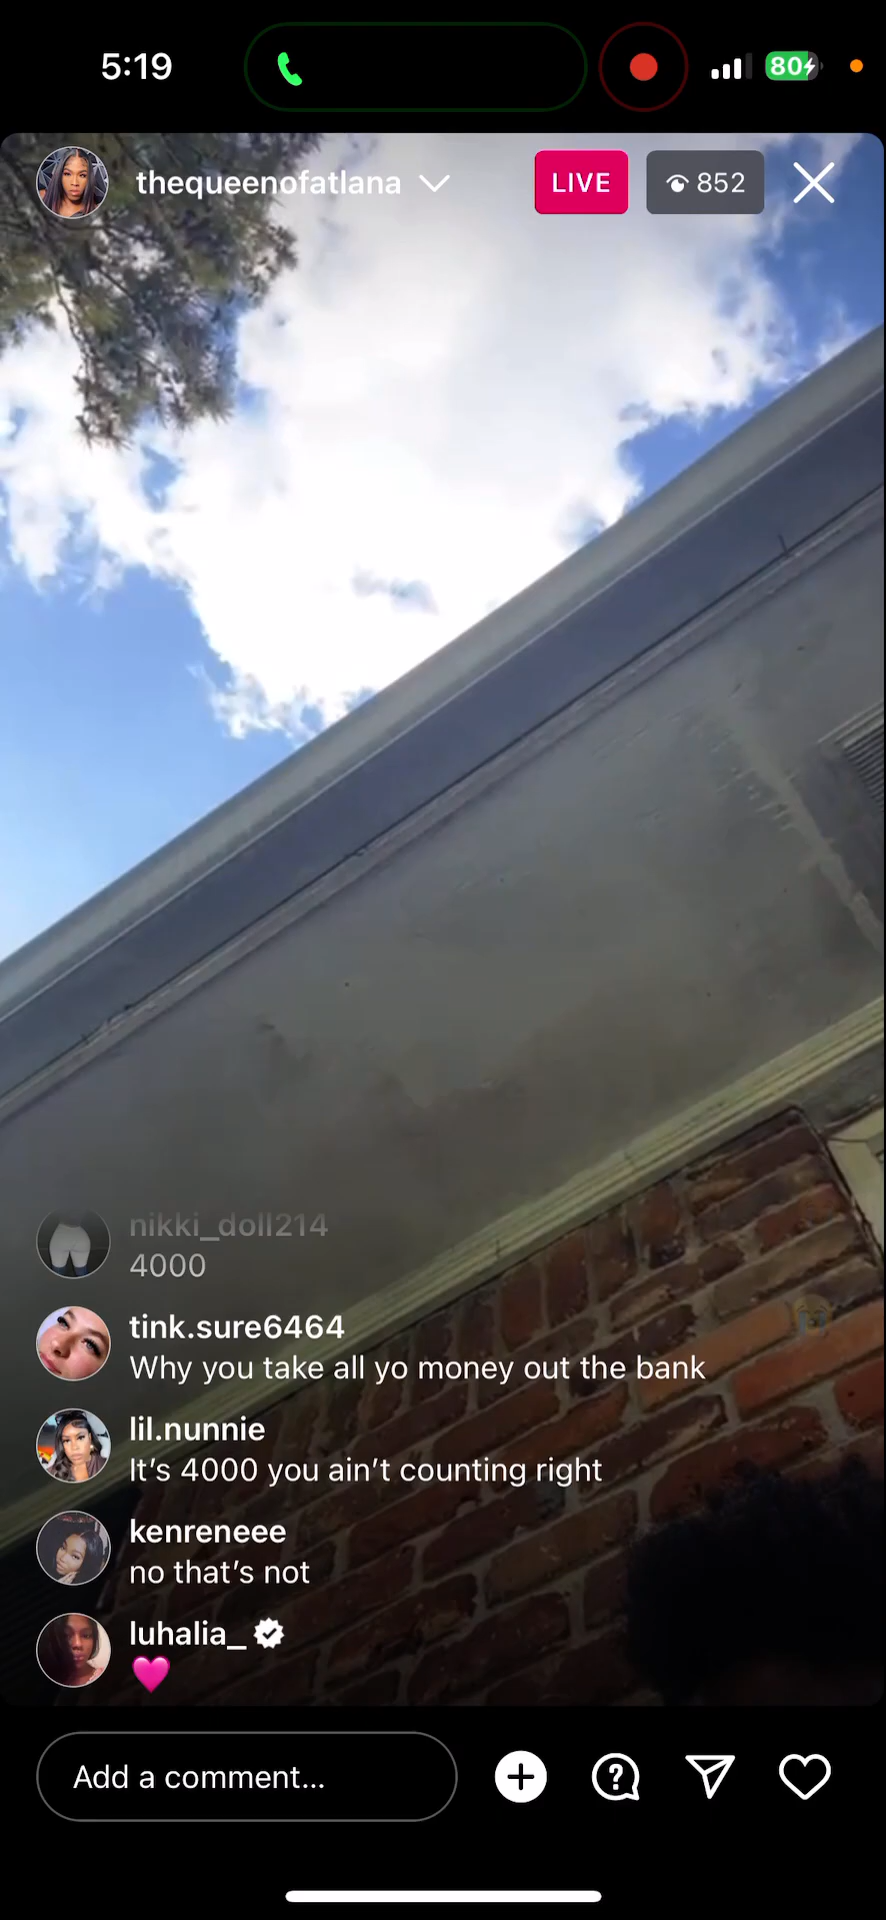 5:19
80
thequeenofatlana
LIVE
852
nikki_doll214
4000
tink.sure6464
Why you take all yo money out the bank
lil.nunnie
It’s 4000 you ain’t counting right
kenreneee
no that’s not
luhalia_
Add a comment...